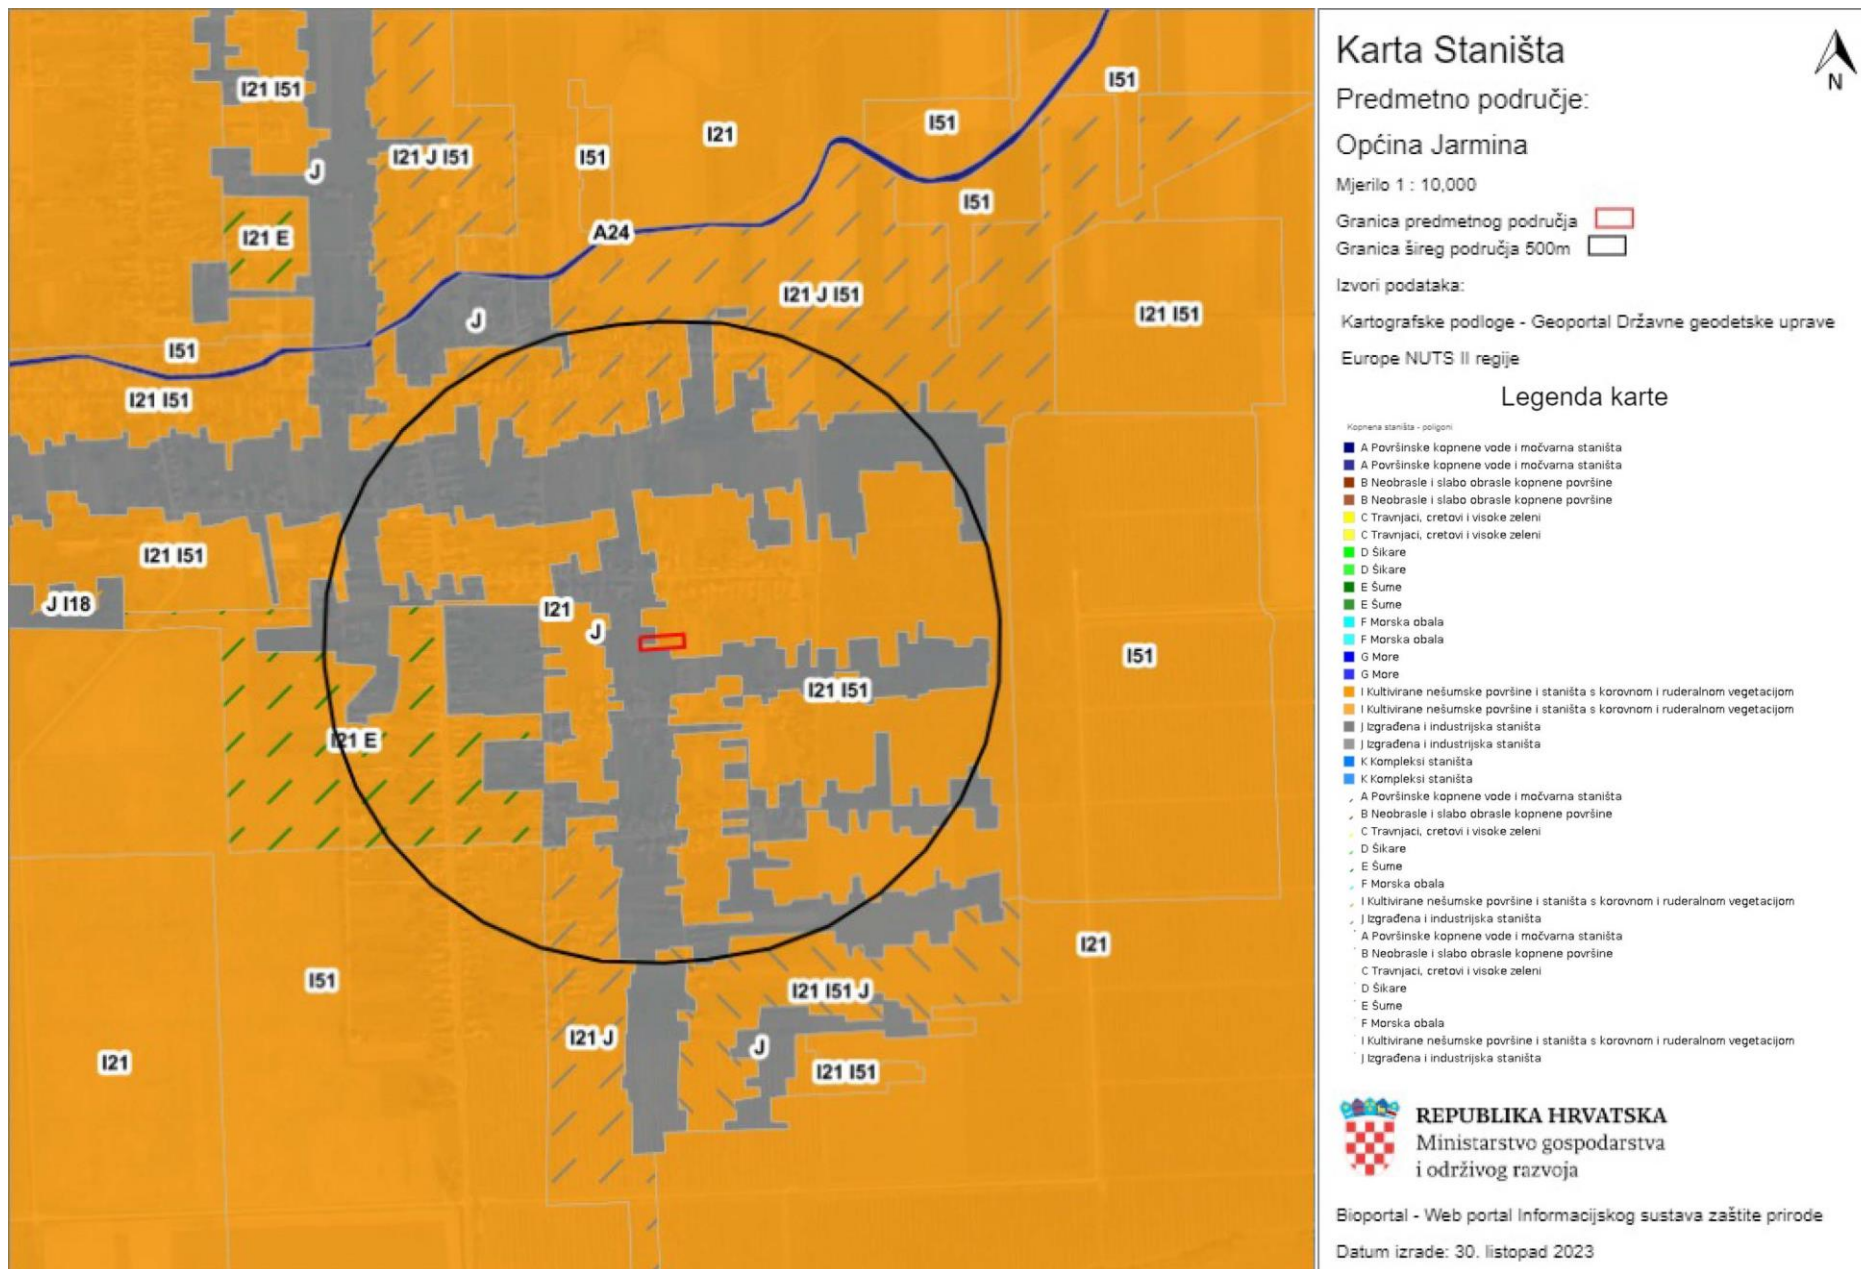 I21 I51
I51
I21
I51
J
I21 J I51
I51
I51
I21 E
A24
I21 J I51
I21 I51
J
I51
I21 I51
I21 I51
J I18
I21
J
I51
I21 I51
I21 E
I21
I51
I21 I51 J
I21 J
J
I21
I21 I51
Karta Staništa
N
Predmetno područje:
Općina Jarmina
Mjerilo 1 : 10,000
Granica predmetnog područja
Granica šireg područja 500m
Izvori podataka:
Kartografske podloge - Geoportal Državne geodetske uprave
Europe NUTS II regije
Legenda karte
Kopnena staništa - poligoni
A Površinske kopnene vode i močvarna staništa
A Površinske kopnene vode i močvarna staništa
B Neobrasle i slabo obrasle kopnene površine
B Neobrasle i slabo obrasle kopnene površine
C Travnjaci, cretovi i visoke zeleni
C Travnjaci, cretovi i visoke zeleni
D Šikare
D Šikare
E Šume
E Šume
F Morska obala
F Morska obala
G More
G More
I Kultivirane nešumske površine i staništa s korovnom i ruderalnom vegetacijom
I Kultivirane nešumske površine i staništa s korovnom i ruderalnom vegetacijom
J Izgrađena i industrijska staništa
J Izgrađena i industrijska staništa
K Kompleksi staništa
K Kompleksi staništa
A Površinske kopnene vode i močvarna staništa
B Neobrasle i slabo obrasle kopnene površine
C Travnjaci, cretovi i visoke zeleni
D Šikare
E Šume
F Morska obala
I Kultivirane nešumske površine i staništa s korovnom i ruderalnom vegetacijom
J Izgrađena i industrijska staništa
A Površinske kopnene vode i močvarna staništa
B Neobrasle i slabo obrasle kopnene površine
C Travnjaci, cretovi i visoke zeleni
D Šikare
E Šume
F Morska obala
I Kultivirane nešumske površine i staništa s korovnom i ruderalnom vegetacijom
J Izgrađena i industrijska staništa
REPUBLIKA HRVATSKA
Ministarstvo gospodarstva
i održivog razvoja
Bioportal - Web portal Informacijskog sustava zaštite prirode
Datum izrade: 30. listopad 2023